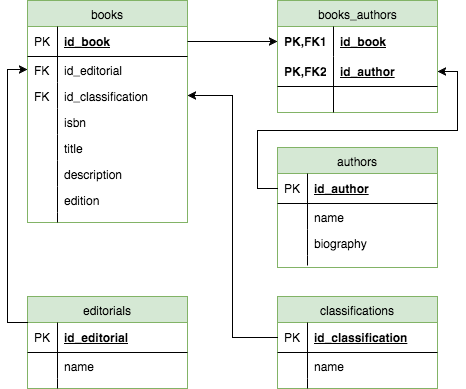 books
PK id_book
FK id_editorial
FK id_classification
isbn
title
description
edition
books_authors
PK,FK1 id_book
PK,FK2 id_author
authors
PK id_author
name
biography
editorials
PK id_editorial
name
classifications
PK id_classification
name